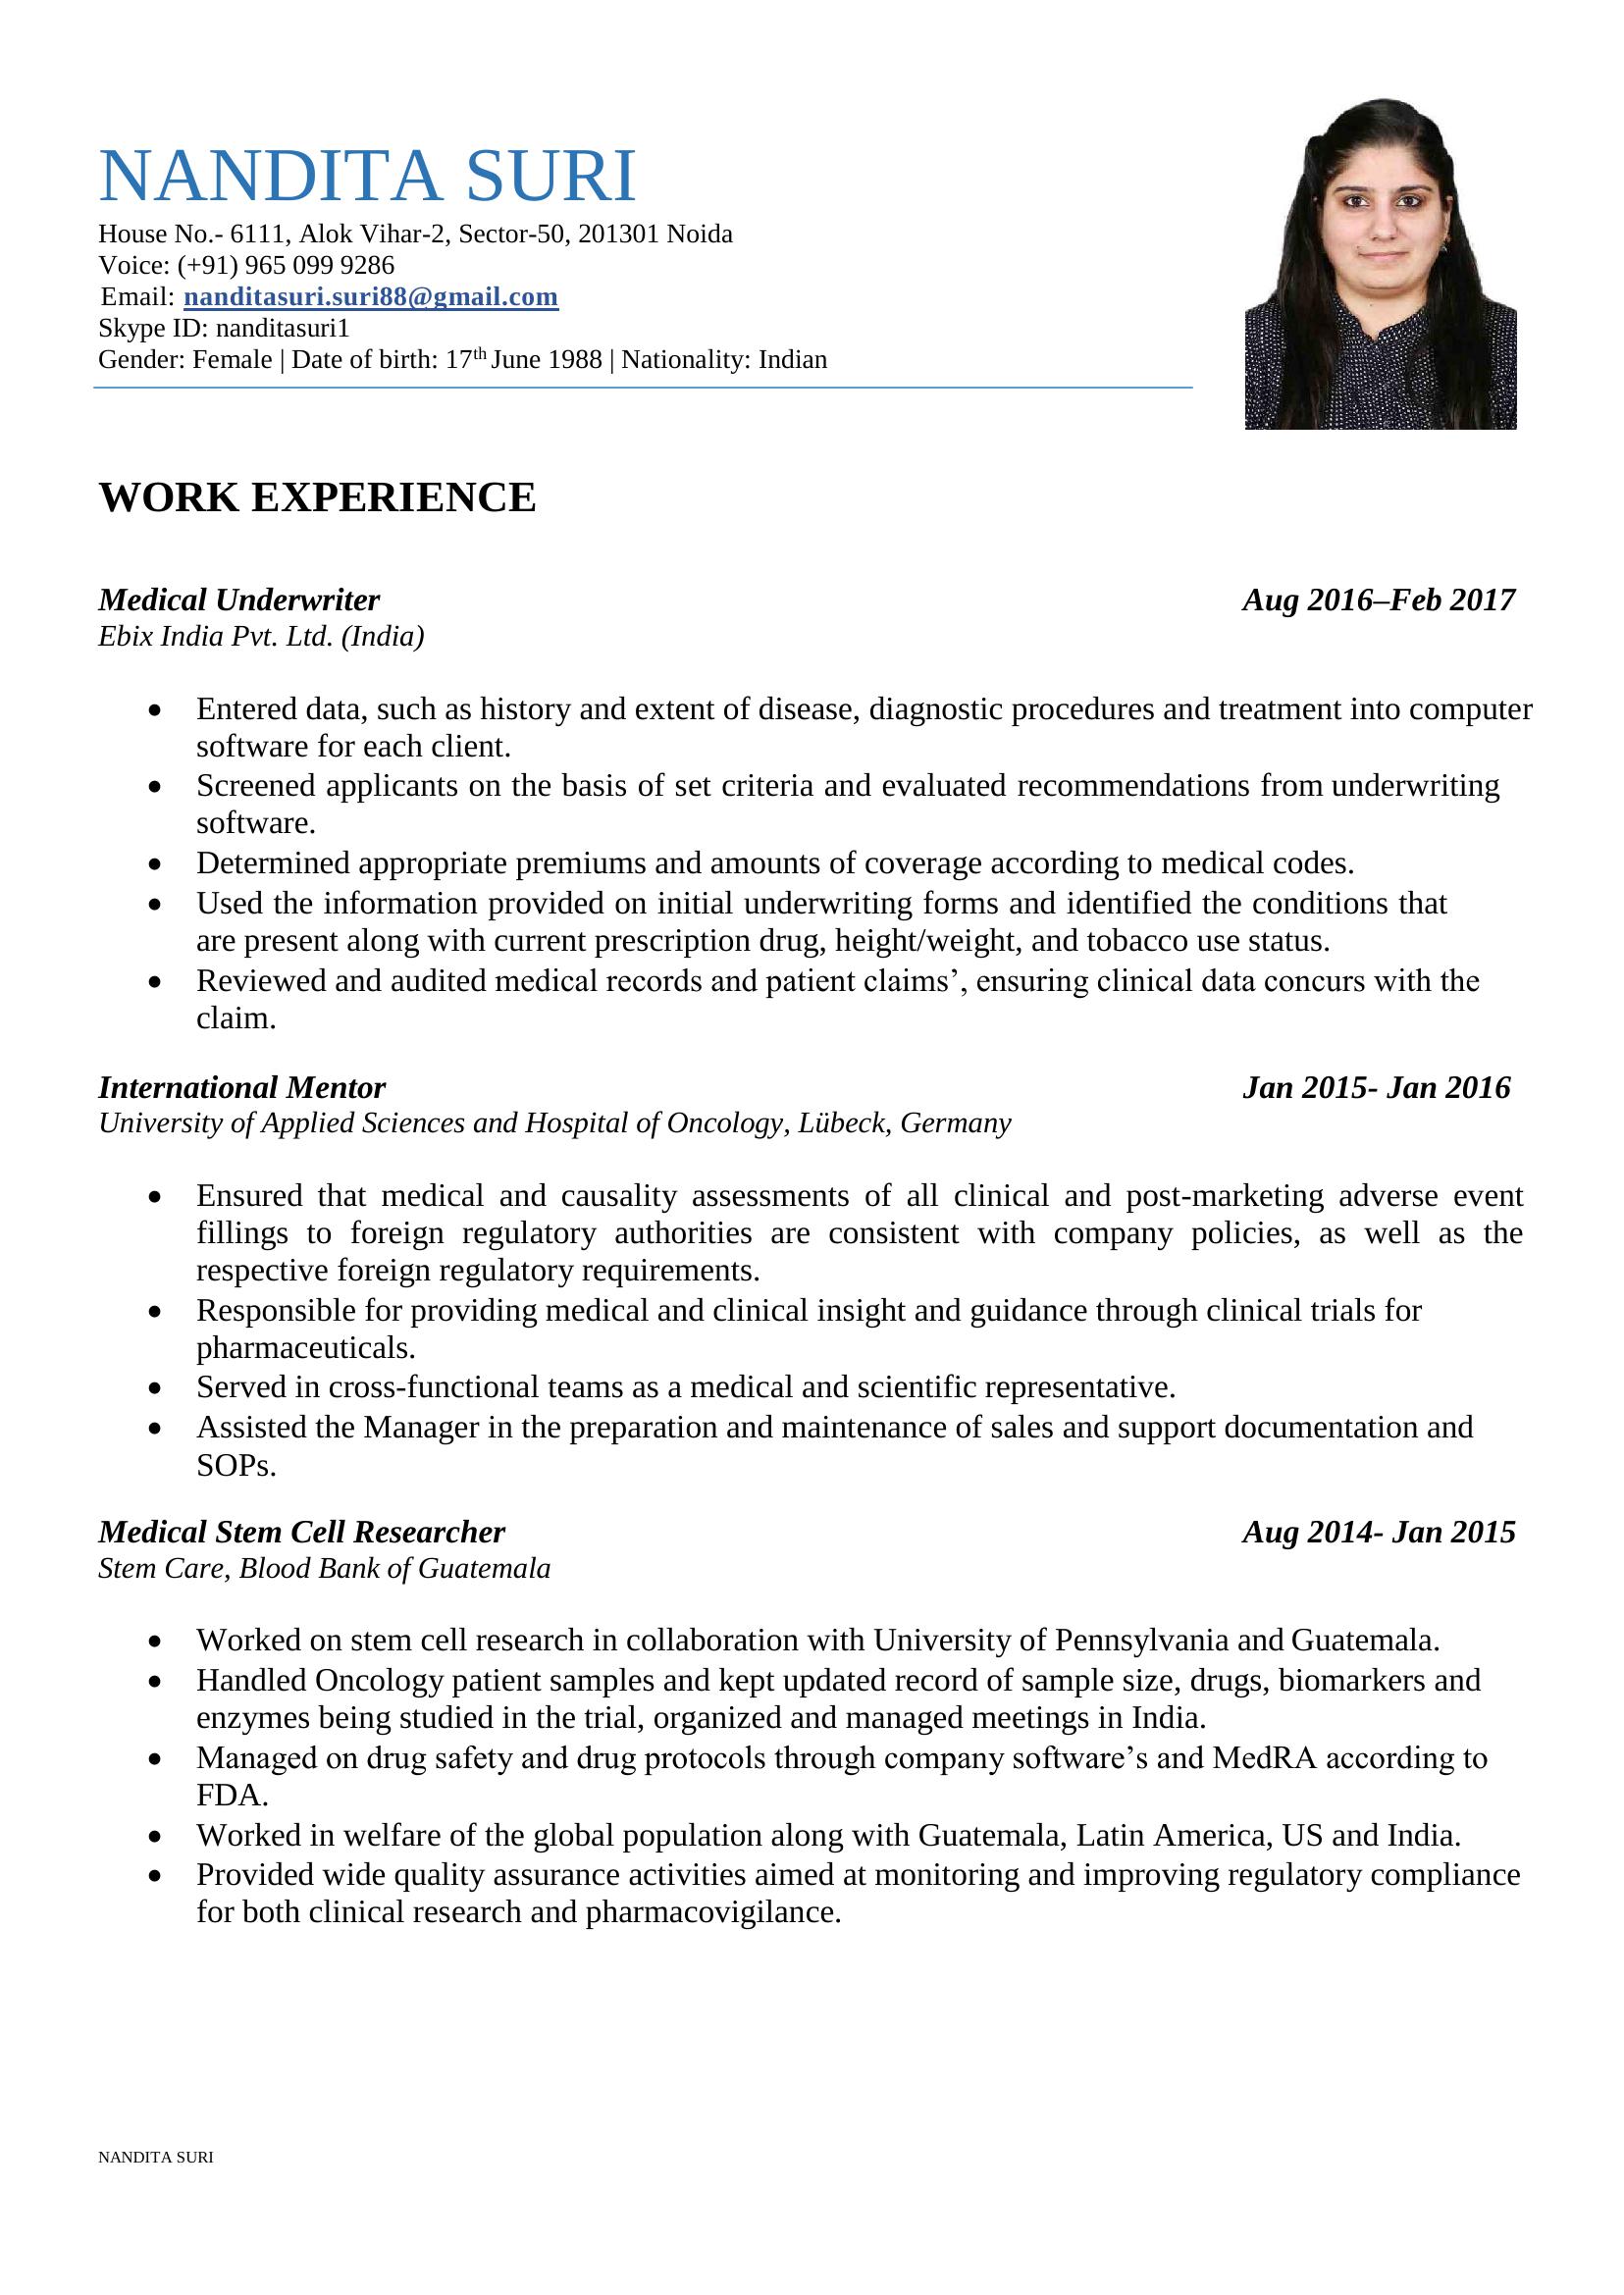 NANDITA SURI
House No.- 6111, Alok Vihar-2, Sector-50, 201301 Noida
Voice: (+91) 965 099 9286
Email: nanditasuri.suri88@gmail.com
Skype ID: nanditasuri1
Gender: Female | Date of birth: 17th June 1988 | Nationality: Indian
WORK EXPERIENCE
Medical Underwriter Aug 2016–Feb 2017
Ebix India Pvt. Ltd. (India)
• Entered data, such as history and extent of disease, diagnostic procedures and treatment into computer
software for each client.
• Screened applicants on the basis of set criteria and evaluated recommendations from underwriting
software.
• Determined appropriate premiums and amounts of coverage according to medical codes.
• Used the information provided on initial underwriting forms and identified the conditions that
are present along with current prescription drug, height/weight, and tobacco use status.
• Reviewed and audited medical records and patient claims’, ensuring clinical data concurs with the
claim.
International Mentor Jan 2015- Jan 2016
University of Applied Sciences and Hospital of Oncology, Lübeck, Germany
• Ensured that medical and causality assessments of all clinical and post-marketing adverse event
fillings to foreign regulatory authorities are consistent with company policies, as well as the
respective foreign regulatory requirements.
• Responsible for providing medical and clinical insight and guidance through clinical trials for
pharmaceuticals.
• Served in cross-functional teams as a medical and scientific representative.
• Assisted the Manager in the preparation and maintenance of sales and support documentation and
SOPs.
Medical Stem Cell Researcher Aug 2014- Jan 2015
Stem Care, Blood Bank of Guatemala
• Worked on stem cell research in collaboration with University of Pennsylvania and Guatemala.
• Handled Oncology patient samples and kept updated record of sample size, drugs, biomarkers and
enzymes being studied in the trial, organized and managed meetings in India.
• Managed on drug safety and drug protocols through company software’s and MedRA according to
FDA.
• Worked in welfare of the global population along with Guatemala, Latin America, US and India.
• Provided wide quality assurance activities aimed at monitoring and improving regulatory compliance
for both clinical research and pharmacovigilance.
NANDITA SURI